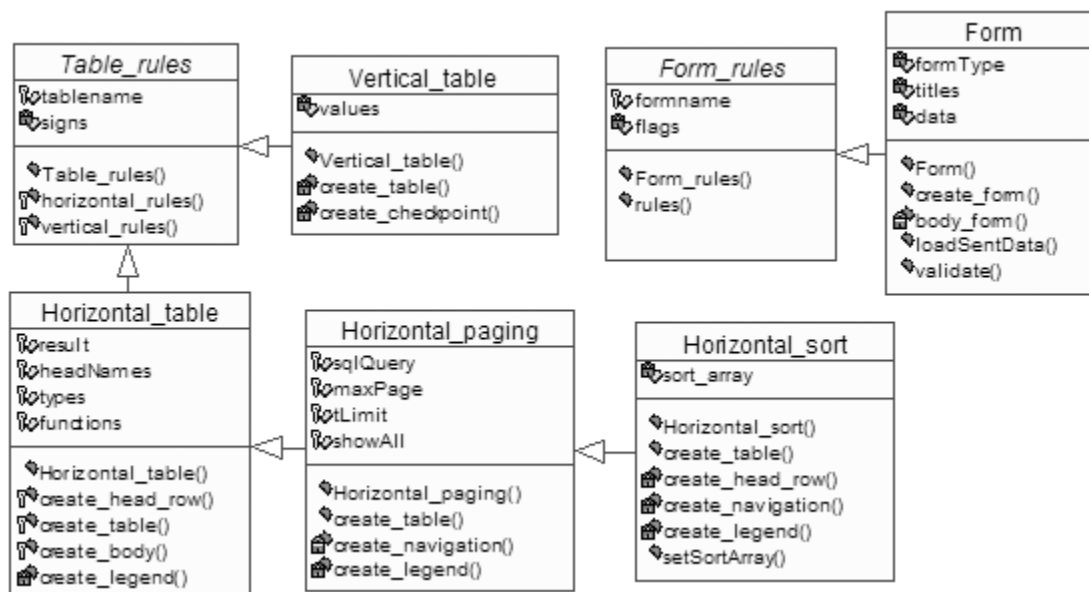 Table_rules
tablename
signs
Table_rules()
horizontal_rules()
vertical_rules()
Vertical_table
values
Vertical_table()
create_table()
create_checkpoint()
Form_rules
formname
flags
Form_rules()
rules()
Form
formType
titles
data
Form()
create_form()
body_form()
loadSentData()
validate()
Horizontal_table
result
headNames
types
functions
Horizontal_table()
create_head_row()
create_table()
create_body()
create_legend()
Horizontal_paging
sqlQuery
maxPage
tLimit
showAll
Horizontal_paging()
create_table()
create_navigation()
create_legend()
Horizontal_sort
sort_array
Horizontal_sort()
create_table()
create_head_row()
create_navigation()
create_legend()
setSortArray()